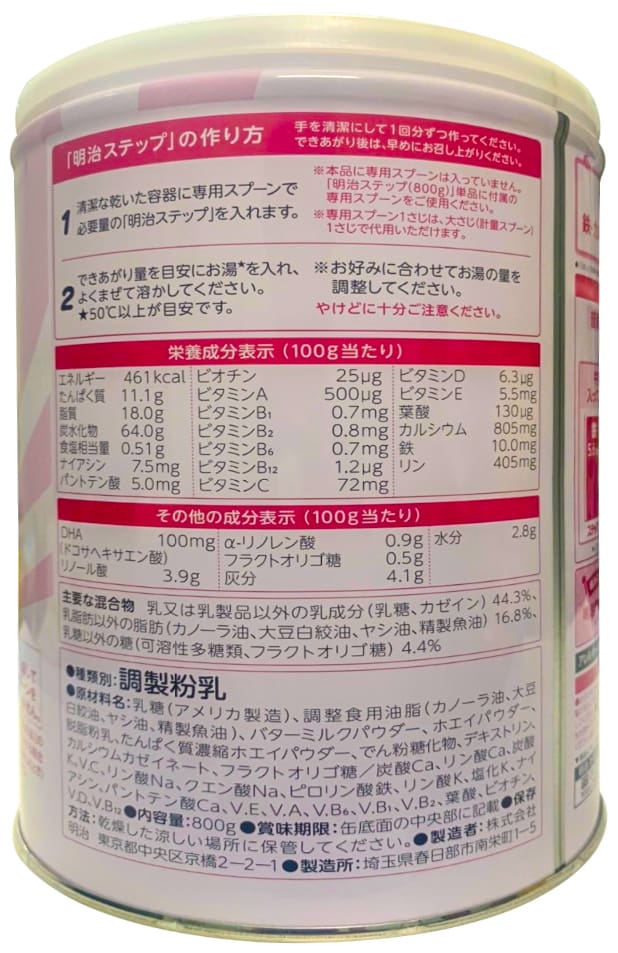 「明治ステップ」の作り方
手を清潔にして1回分ずつ作ってください。
できあがり後は、早めにお召し上がりください。
1 清潔な乾いた容器に専用スプーンで
必要量の「明治ステップ」を入れます。
※本品に専用スプーンは入っていません。
「明治ステップ(800g)」単品に付属の
専用スプーンをご使用ください。
※専用スプーン1さじは、大さじ(計量スプーン)
1さじで代用いただけます。
2 できあがり量を目安にお湯★を入れ、
よくまぜて溶かしてください。
★50℃以上が目安です。
※お好みに合わせてお湯の量を
調整してください。
やけどに十分ご注意ください。
栄養成分表示(100g当たり)
エネルギー 461kcal
たんぱく質 11.1g
脂質 18.0g
炭水化物 64.0g
食塩相当量 0.51g
ナイアシン 7.5mg
パントテン酸 5.0mg
ビオチン 25μg
ビタミンA 500μg
ビタミンB₁ 0.7mg
ビタミンB₂ 0.8mg
ビタミンB₆ 0.7mg
ビタミンB₁₂ 1.2μg
ビタミンC 72mg
ビタミンD 6.3μg
ビタミンE 5.5mg
葉酸 130μg
カルシウム 805mg
鉄 10.0mg
リン 405mg
その他の成分表示(100g当たり)
DHA 100mg
(ドコサヘキサエン酸)
リノール酸 3.9g
α-リノレン酸 0.9g
フラクトオリゴ糖 0.5g
灰分 4.1g
水分 2.8g
主要な混合物 乳又は乳製品以外の乳成分(乳糖、カゼイン)44.3%、
乳脂肪以外の脂肪(カノーラ油、大豆白絞油、ヤシ油、精製魚油)16.8%、
乳糖以外の糖(可溶性多糖類、フラクトオリゴ糖)4.4%
●種類別:調製粉乳
●原材料名:乳糖(アメリカ製造)、調整食用油脂(カノーラ油、大豆
白絞油、ヤシ油、精製魚油)、バターミルクパウダー、ホエイパウダー、
脱脂粉乳、たんぱく質濃縮ホエイパウダー、でん粉糖化物、デキストリン、
カルシウムカゼイネート、フラクトオリゴ糖/炭酸Ca、リン酸Ca、炭酸
K、V.C、リン酸Na、クエン酸Na、ピロリン酸鉄、リン酸K、塩化K、ナイ
アシン、パントテン酸Ca、V.E、V.A、V.B₆、V.B₁、V.B₂、葉酸、ビオチン、
V.D、V.B₁₂ ●内容量:800g ●賞味期限:缶底面の中央部に記載 ●保存
方法:乾燥した涼しい場所に保管してください。●製造者:株式会社
明治 東京都中央区京橋2-2-1 ●製造所:埼玉県春日部市南栄町1-5